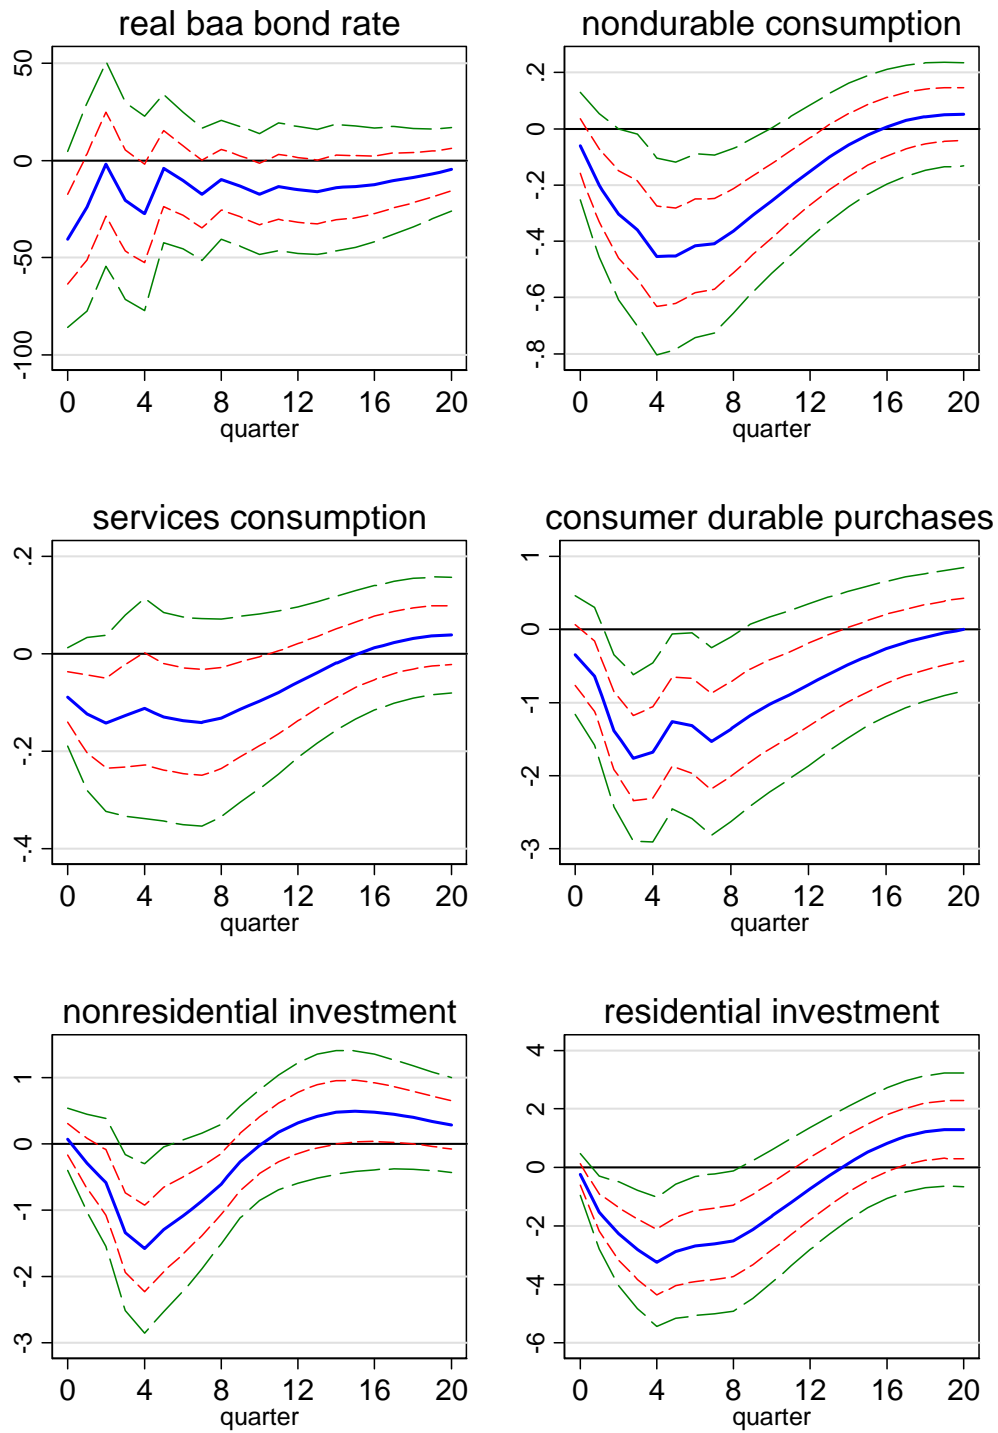 real baa bond rate
50
0
-50
-100
0 4 8 12 16 20
quarter
nondurable consumption
.2
0
-.2
-.4
-.6
-.8
0 4 8 12 16 20
quarter
services consumption
.2
0
-.2
-.4
0 4 8 12 16 20
quarter
consumer durable purchases
1
0
-1
-2
-3
0 4 8 12 16 20
quarter
nonresidential investment
1
0
-1
-2
-3
0 4 8 12 16 20
quarter
residential investment
4
2
0
-2
-4
-6
0 4 8 12 16 20
quarter